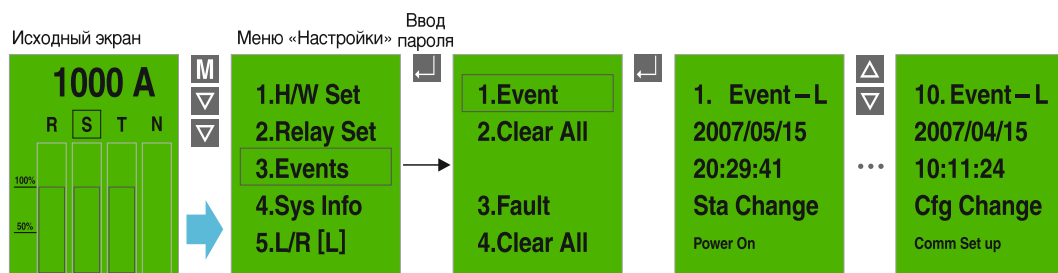 Исходный экран
1000 A
R S T N
100%
50%
M
Меню «Настройки»
1.H/W Set
2.Relay Set
3.Events
4.Sys Info
5.L/R [L]
Ввод
пароля
1.Event
2.Clear All
3.Fault
4.Clear All
1. Event – L
2007/05/15
20:29:41
Sta Change
Power On
...
10. Event – L
2007/04/15
10:11:24
Cfg Change
Comm Set up